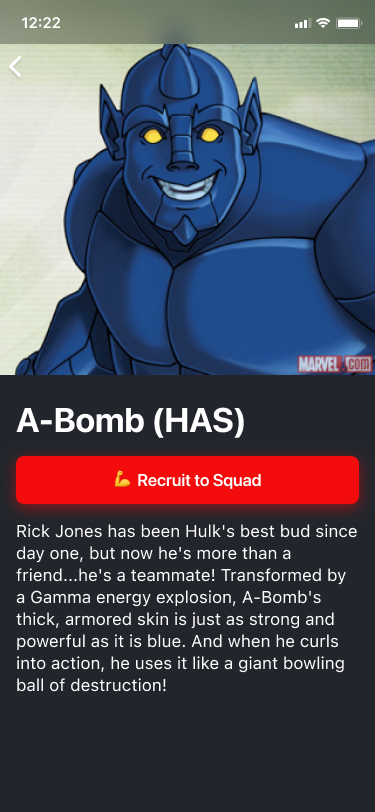 12:22
MARVEL.COM
A-Bomb (HAS)
💪 Recruit to Squad
Rick Jones has been Hulk's best bud since
day one, but now he's more than a
friend...he's a teammate! Transformed by
a Gamma energy explosion, A-Bomb's
thick, armored skin is just as strong and
powerful as it is blue. And when he curls
into action, he uses it like a giant bowling
ball of destruction!